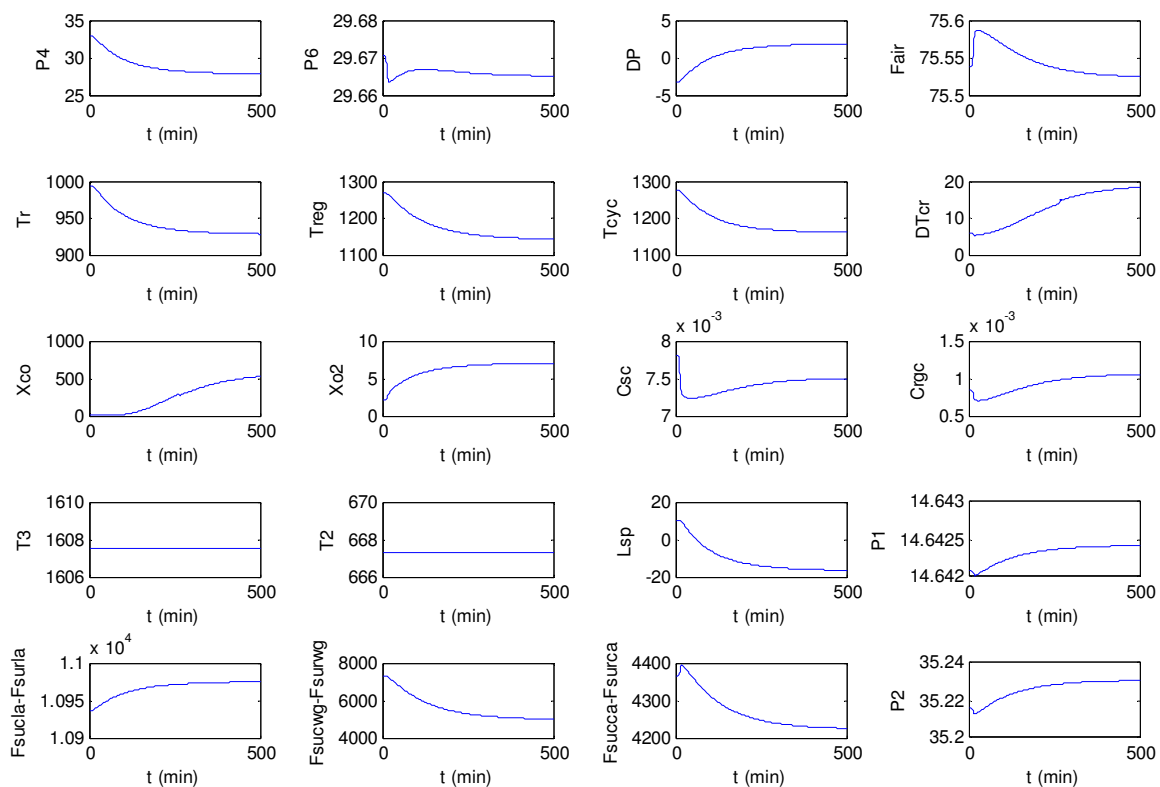 P4
35
30
25
0
500
t (min)
P6
29.68
29.67
29.66
0
500
t (min)
DP
5
0
-5
0
500
t (min)
Fair
75.6
75.55
75.5
0
500
t (min)
Tr
1000
950
900
0
500
t (min)
Treg
1300
1200
1100
0
500
t (min)
Tcyc
1300
1200
1100
0
500
t (min)
DTcr
20
10
0
0
500
t (min)
Xco
1000
500
0
0
500
t (min)
Xo2
10
5
0
0
500
t (min)
Csc
x 10^-3
8
7.5
7
0
500
t (min)
Crgc
x 10^-3
1.5
1
0.5
0
500
t (min)
T3
1610
1608
1606
0
500
t (min)
T2
670
668
666
0
500
t (min)
Lsp
20
0
-20
0
500
t (min)
P1
14.643
14.6425
14.642
0
500
t (min)
Fsucla-Fsurla
x 10^4
1.1
1.095
1.09
0
500
t (min)
Fsucwg-Fsurwg
8000
6000
4000
0
500
t (min)
Fsucca-Fsurca
4400
4300
4200
0
500
t (min)
P2
35.24
35.22
35.2
0
500
t (min)